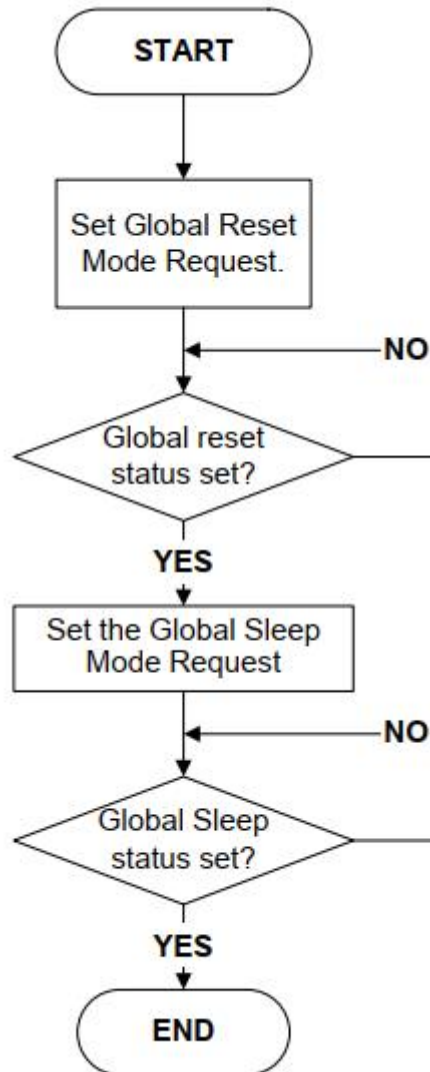 START
Set Global Reset
Mode Request.
NO
Global reset
status set?
YES
Set the Global Sleep
Mode Request
NO
Global Sleep
status set?
YES
END